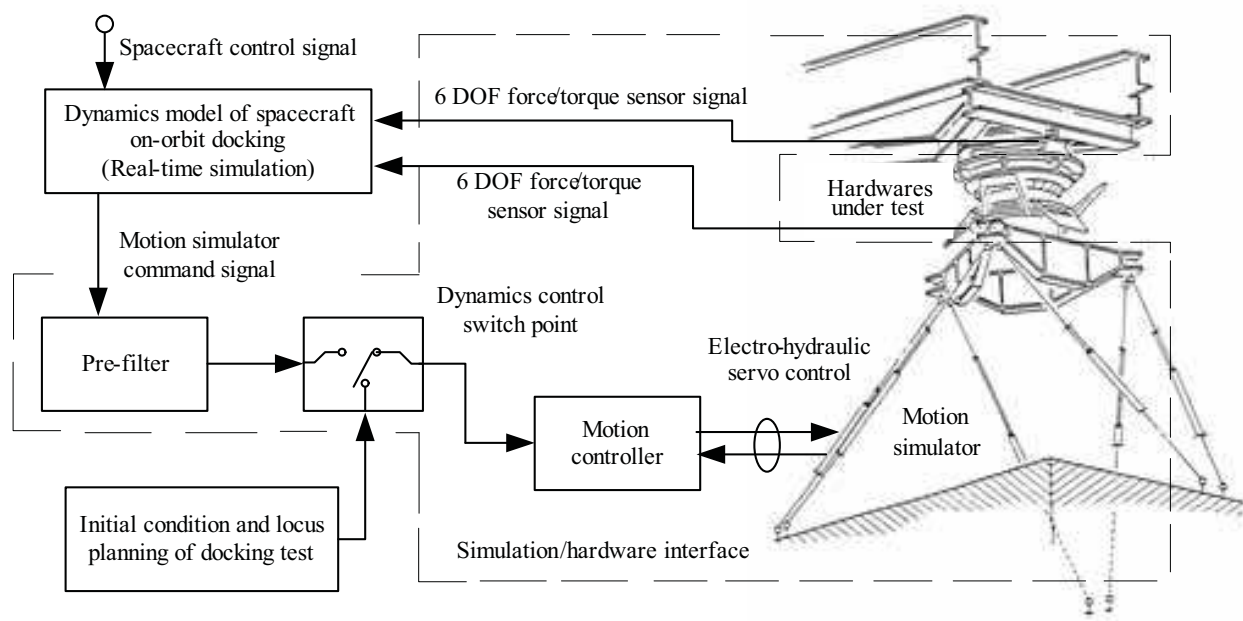 Spacecraft control signal
Dynamics model of spacecraft
on-orbit docking
(Real-time simulation)
6 DOF force/torque sensor signal
6 DOF force/torque
sensor signal
Hardwares
under test
Motion simulator
command signal
Dynamics control
switch point
Pre-filter
Electro-hydraulic
servo control
Motion
controller
Motion
simulator
Initial condition and locus
planning of docking test
Simulation/hardware interface